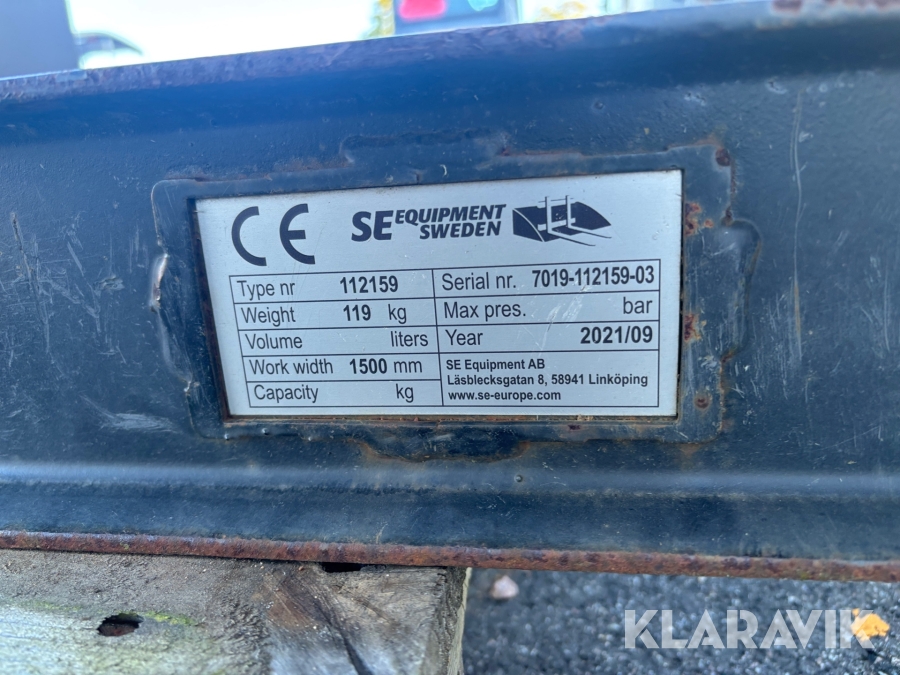 CE SE EQUIPMENT SWEDEN
Type nr 112159 Serial nr. 7019-112159-03
Weight 119 kg Max pres. bar
Volume liters Year 2021/09
Work width 1500 mm SE Equipment AB
Läsblecksgatan 8, 58941 Linköping
Capacity kg www.se-europe.com
KLARAVIK